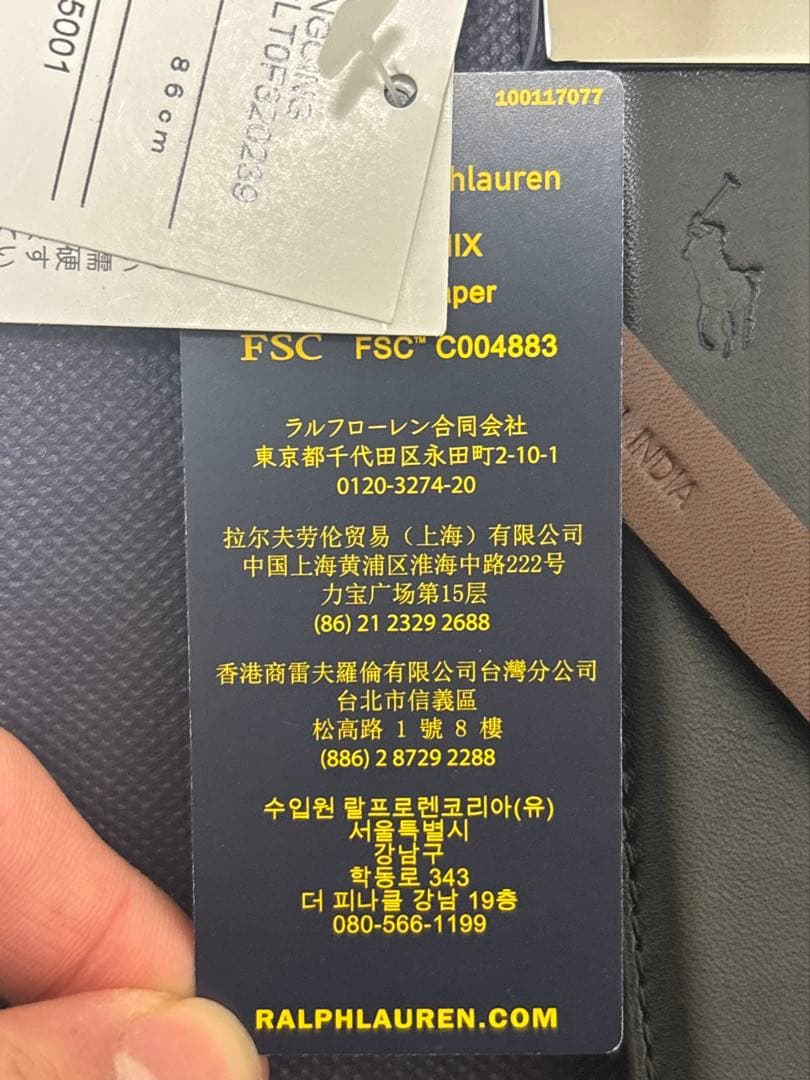 5001
86cm
LTOF320239
100117077
hlauren
IX
aper
FSC FSC™ C004883
ラルフローレン合同会社
東京都千代田区永田町2-10-1
0120-3274-20
拉尔夫劳伦贸易（上海）有限公司
中国上海黄浦区淮海中路222号
力宝广场第15层
(86) 21 2329 2688
香港商雷夫羅倫有限公司台灣分公司
台北市信義區
松高路 1 號 8 樓
(886) 2 8729 2288
수입원 랄프로렌코리아(유)
서울특별시
강남구
학동로 343
더 피나클 강남 19층
080-566-1199
RALPHLAUREN.COM
INDIA